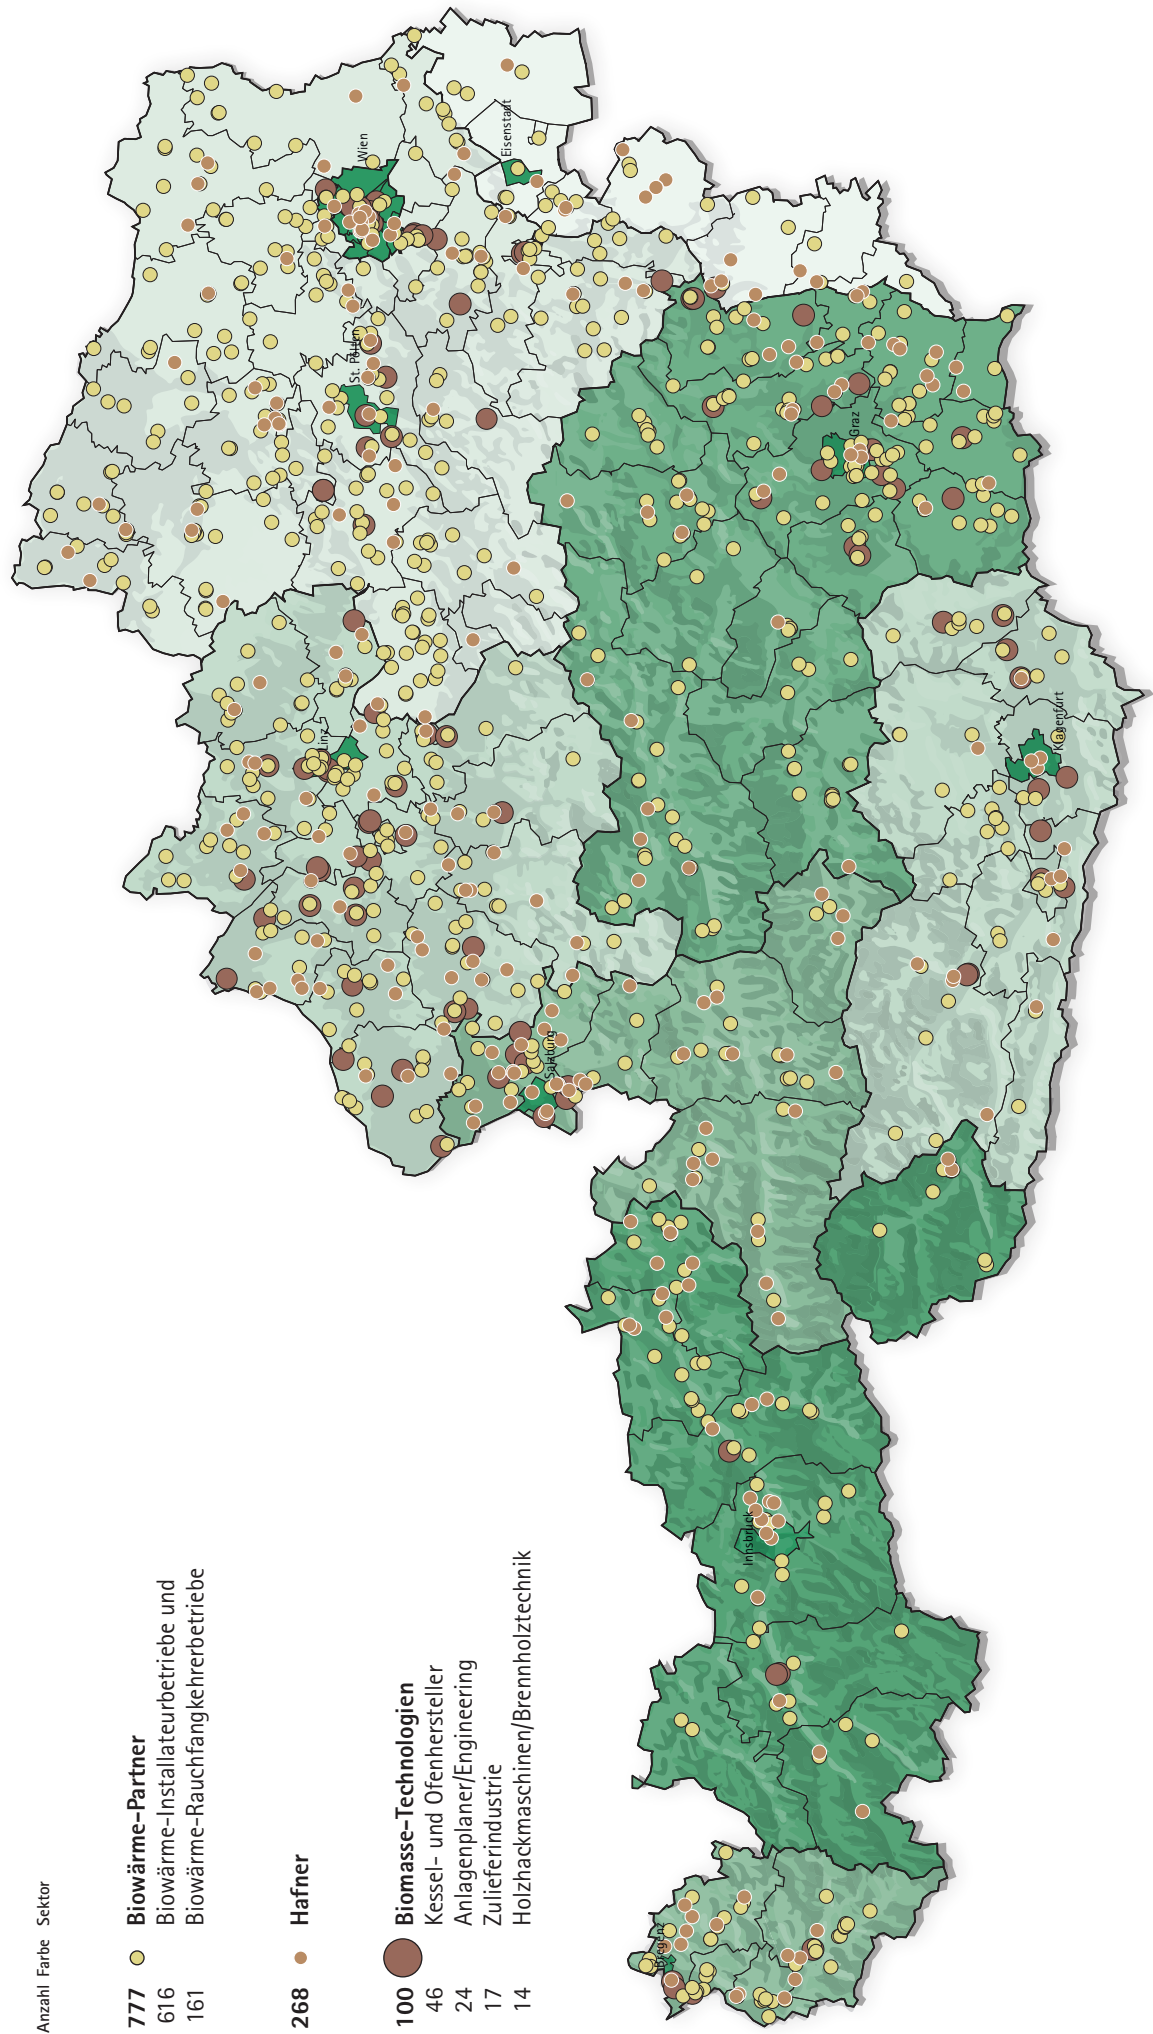 Anzahl Farbe Sektor
777 Biowärme-Partner
616 Biowärme-Installateurbetriebe und
161 Biowärme-Rauchfangkehrerbetriebe
268 Hafner
100 Biomasse-Technologien
46 Kessel- und Ofenhersteller
24 Anlagenplaner/Engineering
17 Zulieferindustrie
14 Holzhackmaschinen/Brennholztechnik
Bregenz
Innsbruck
Salzburg
Linz
St. Pölten
Wien
Eisenstadt
Graz
Klagenfurt